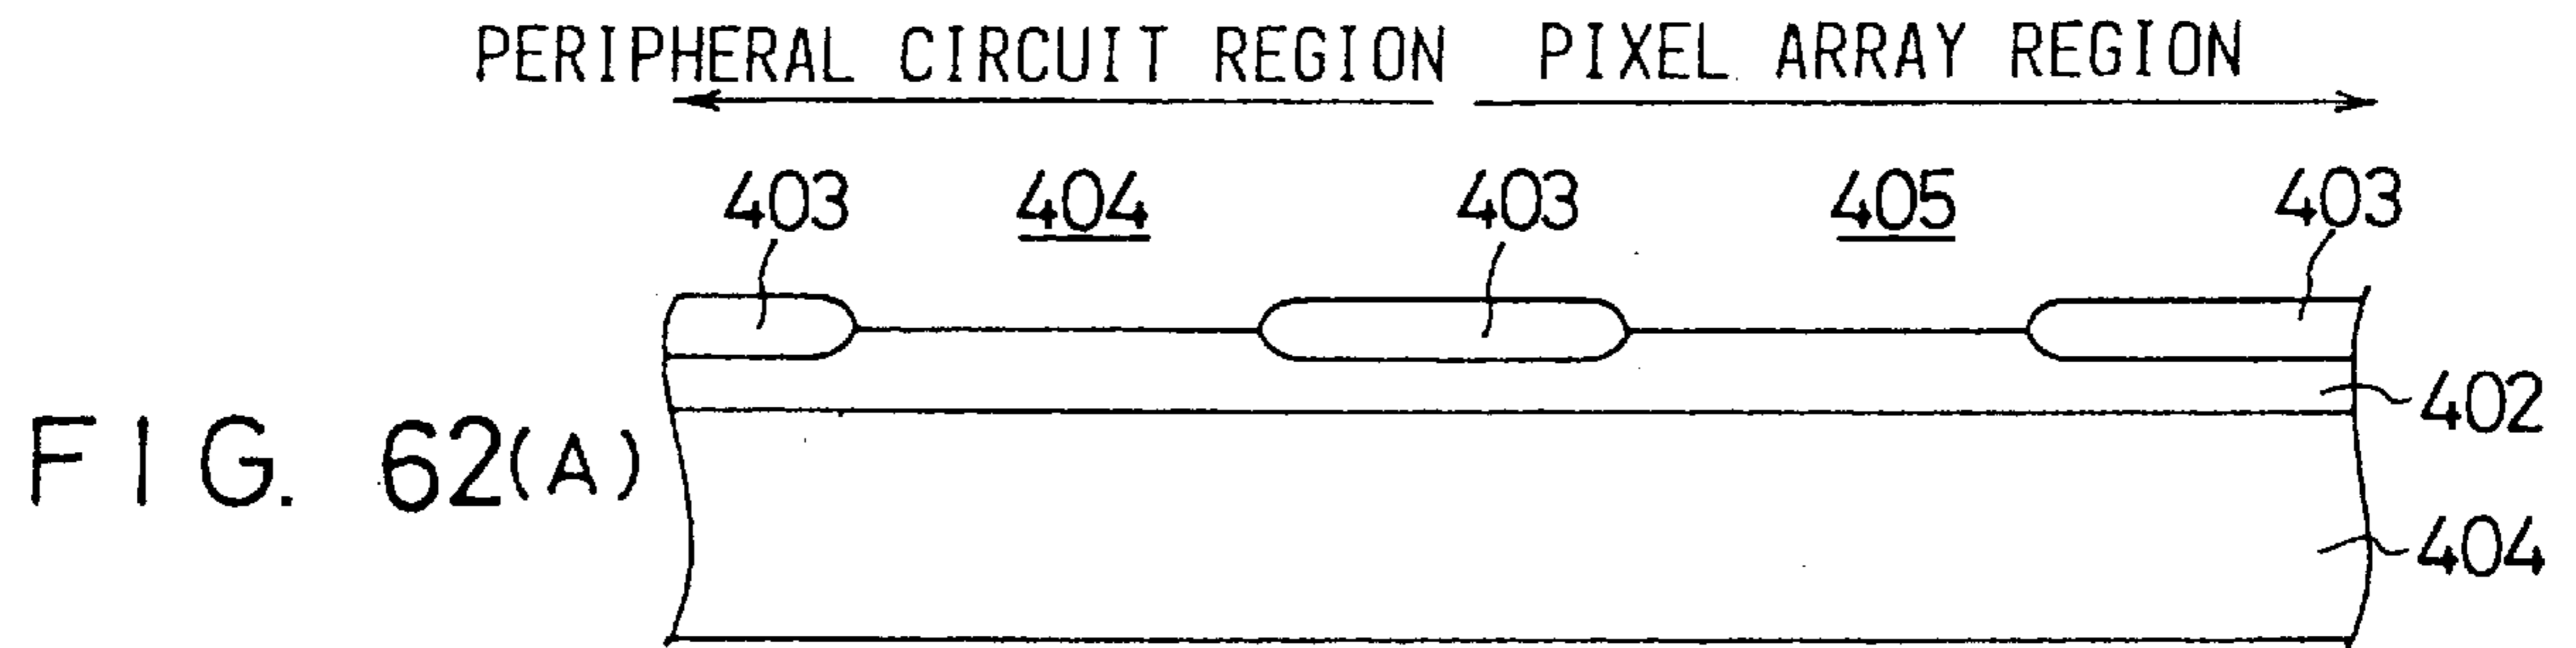 PERIPHERAL CIRCUIT REGION PIXEL ARRAY REGION
403 404 403 405 403
402
FIG. 62(A)
404